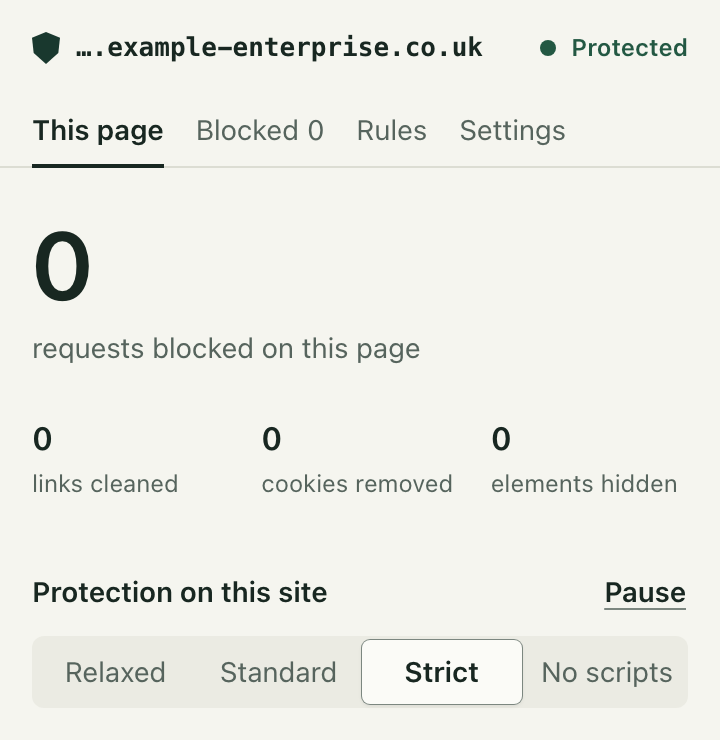 ….example-enterprise.co.uk
Protected
This page
Blocked 0
Rules
Settings
0
requests blocked on this page
0
links cleaned
0
cookies removed
0
elements hidden
Protection on this site
Pause
Relaxed
Standard
Strict
No scripts